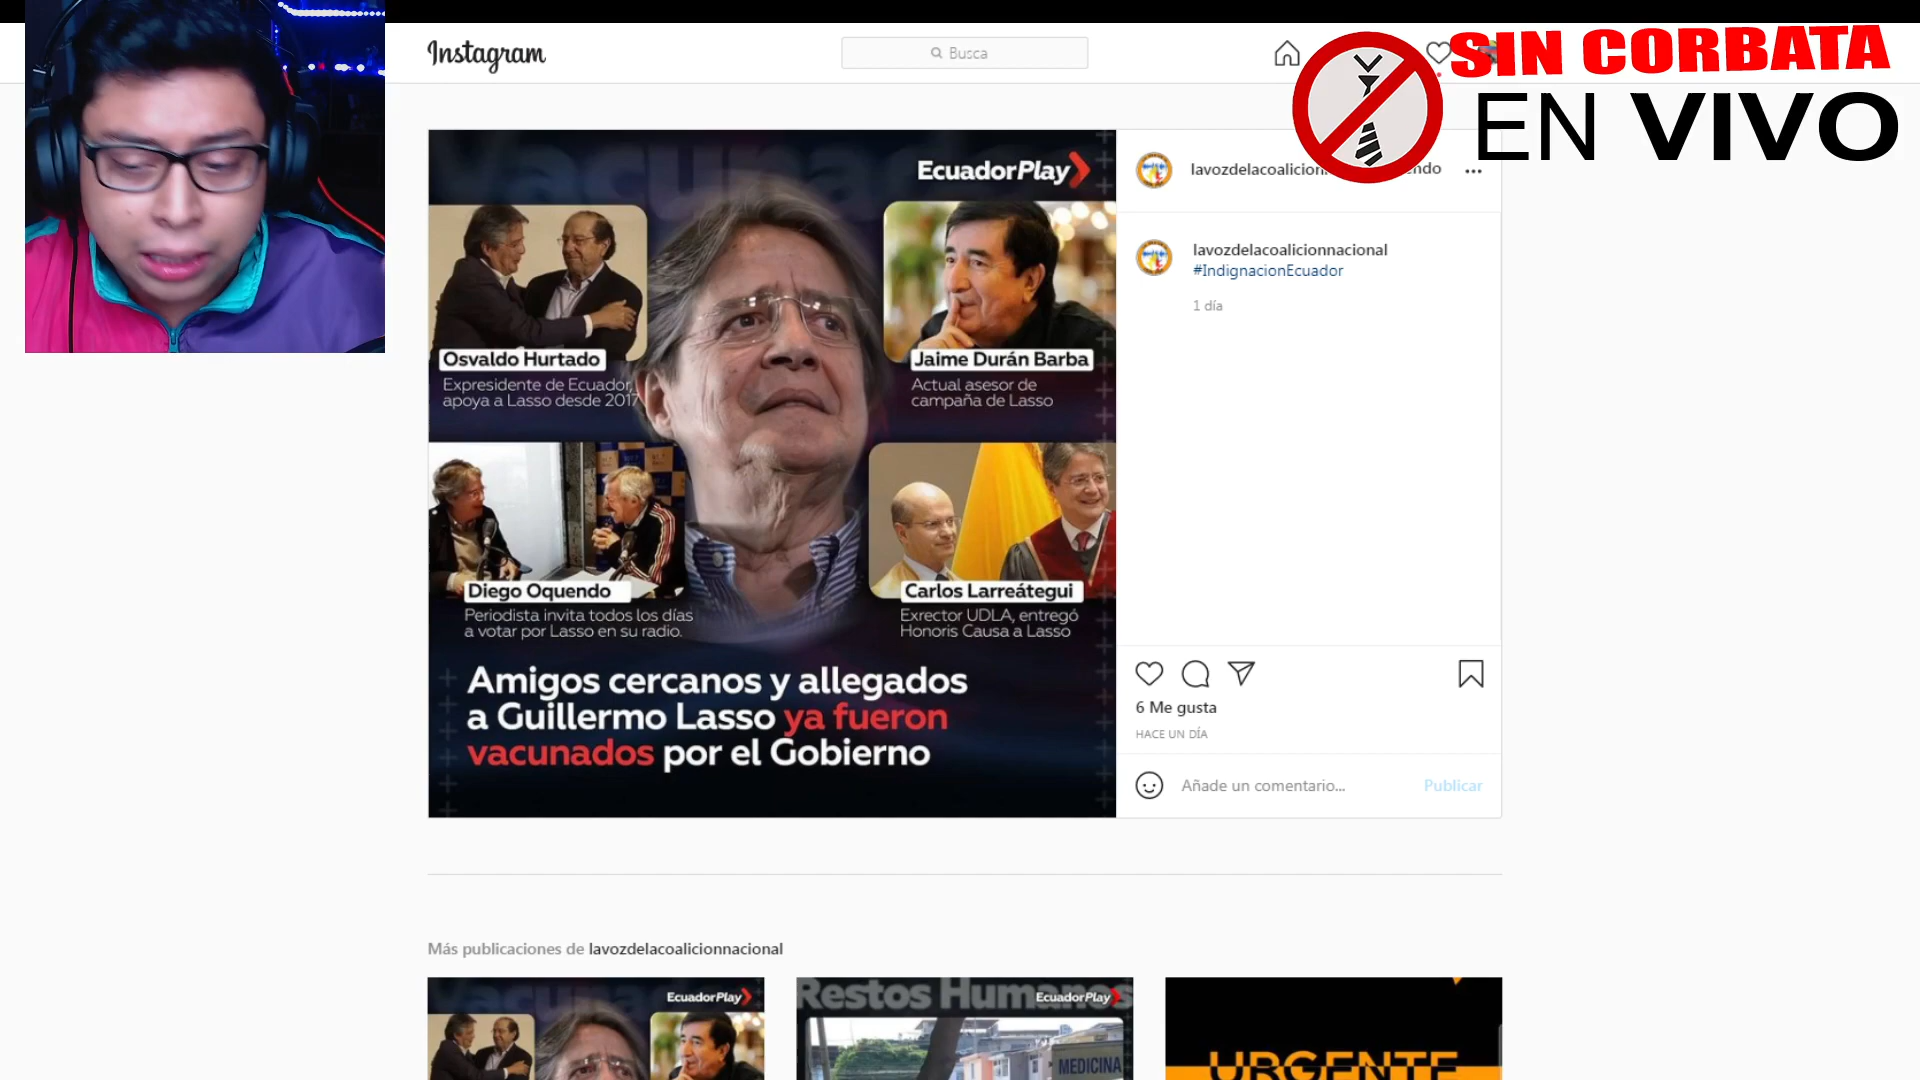 Instagram
Busca
SIN CORBATA
EN VIVO
Vacunad
EcuadorPlay
Osvaldo Hurtado
Expresidente de Ecuador,
apoya a Lasso desde 2017
Jaime Durán Barba
Actual asesor de
campaña de Lasso
Diego Oquendo
Periodista invita todos los días
a votar por Lasso en su radio.
Carlos Larreátegui
Exrector UDLA, entregó
Honoris Causa a Lasso
Amigos cercanos y allegados
a Guillermo Lasso ya fueron
vacunados por el Gobierno
lavozdelacoalicion
...
lavozdelacoalicionnacional
#IndignacionEcuador
1 día
6 Me gusta
HACE UN DÍA
Añade un comentario...
Publicar
Más publicaciones de lavozdelacoalicionnacional
EcuadorPlay
Restos Humanos
EcuadorPlay
MEDICINA
URGENTE